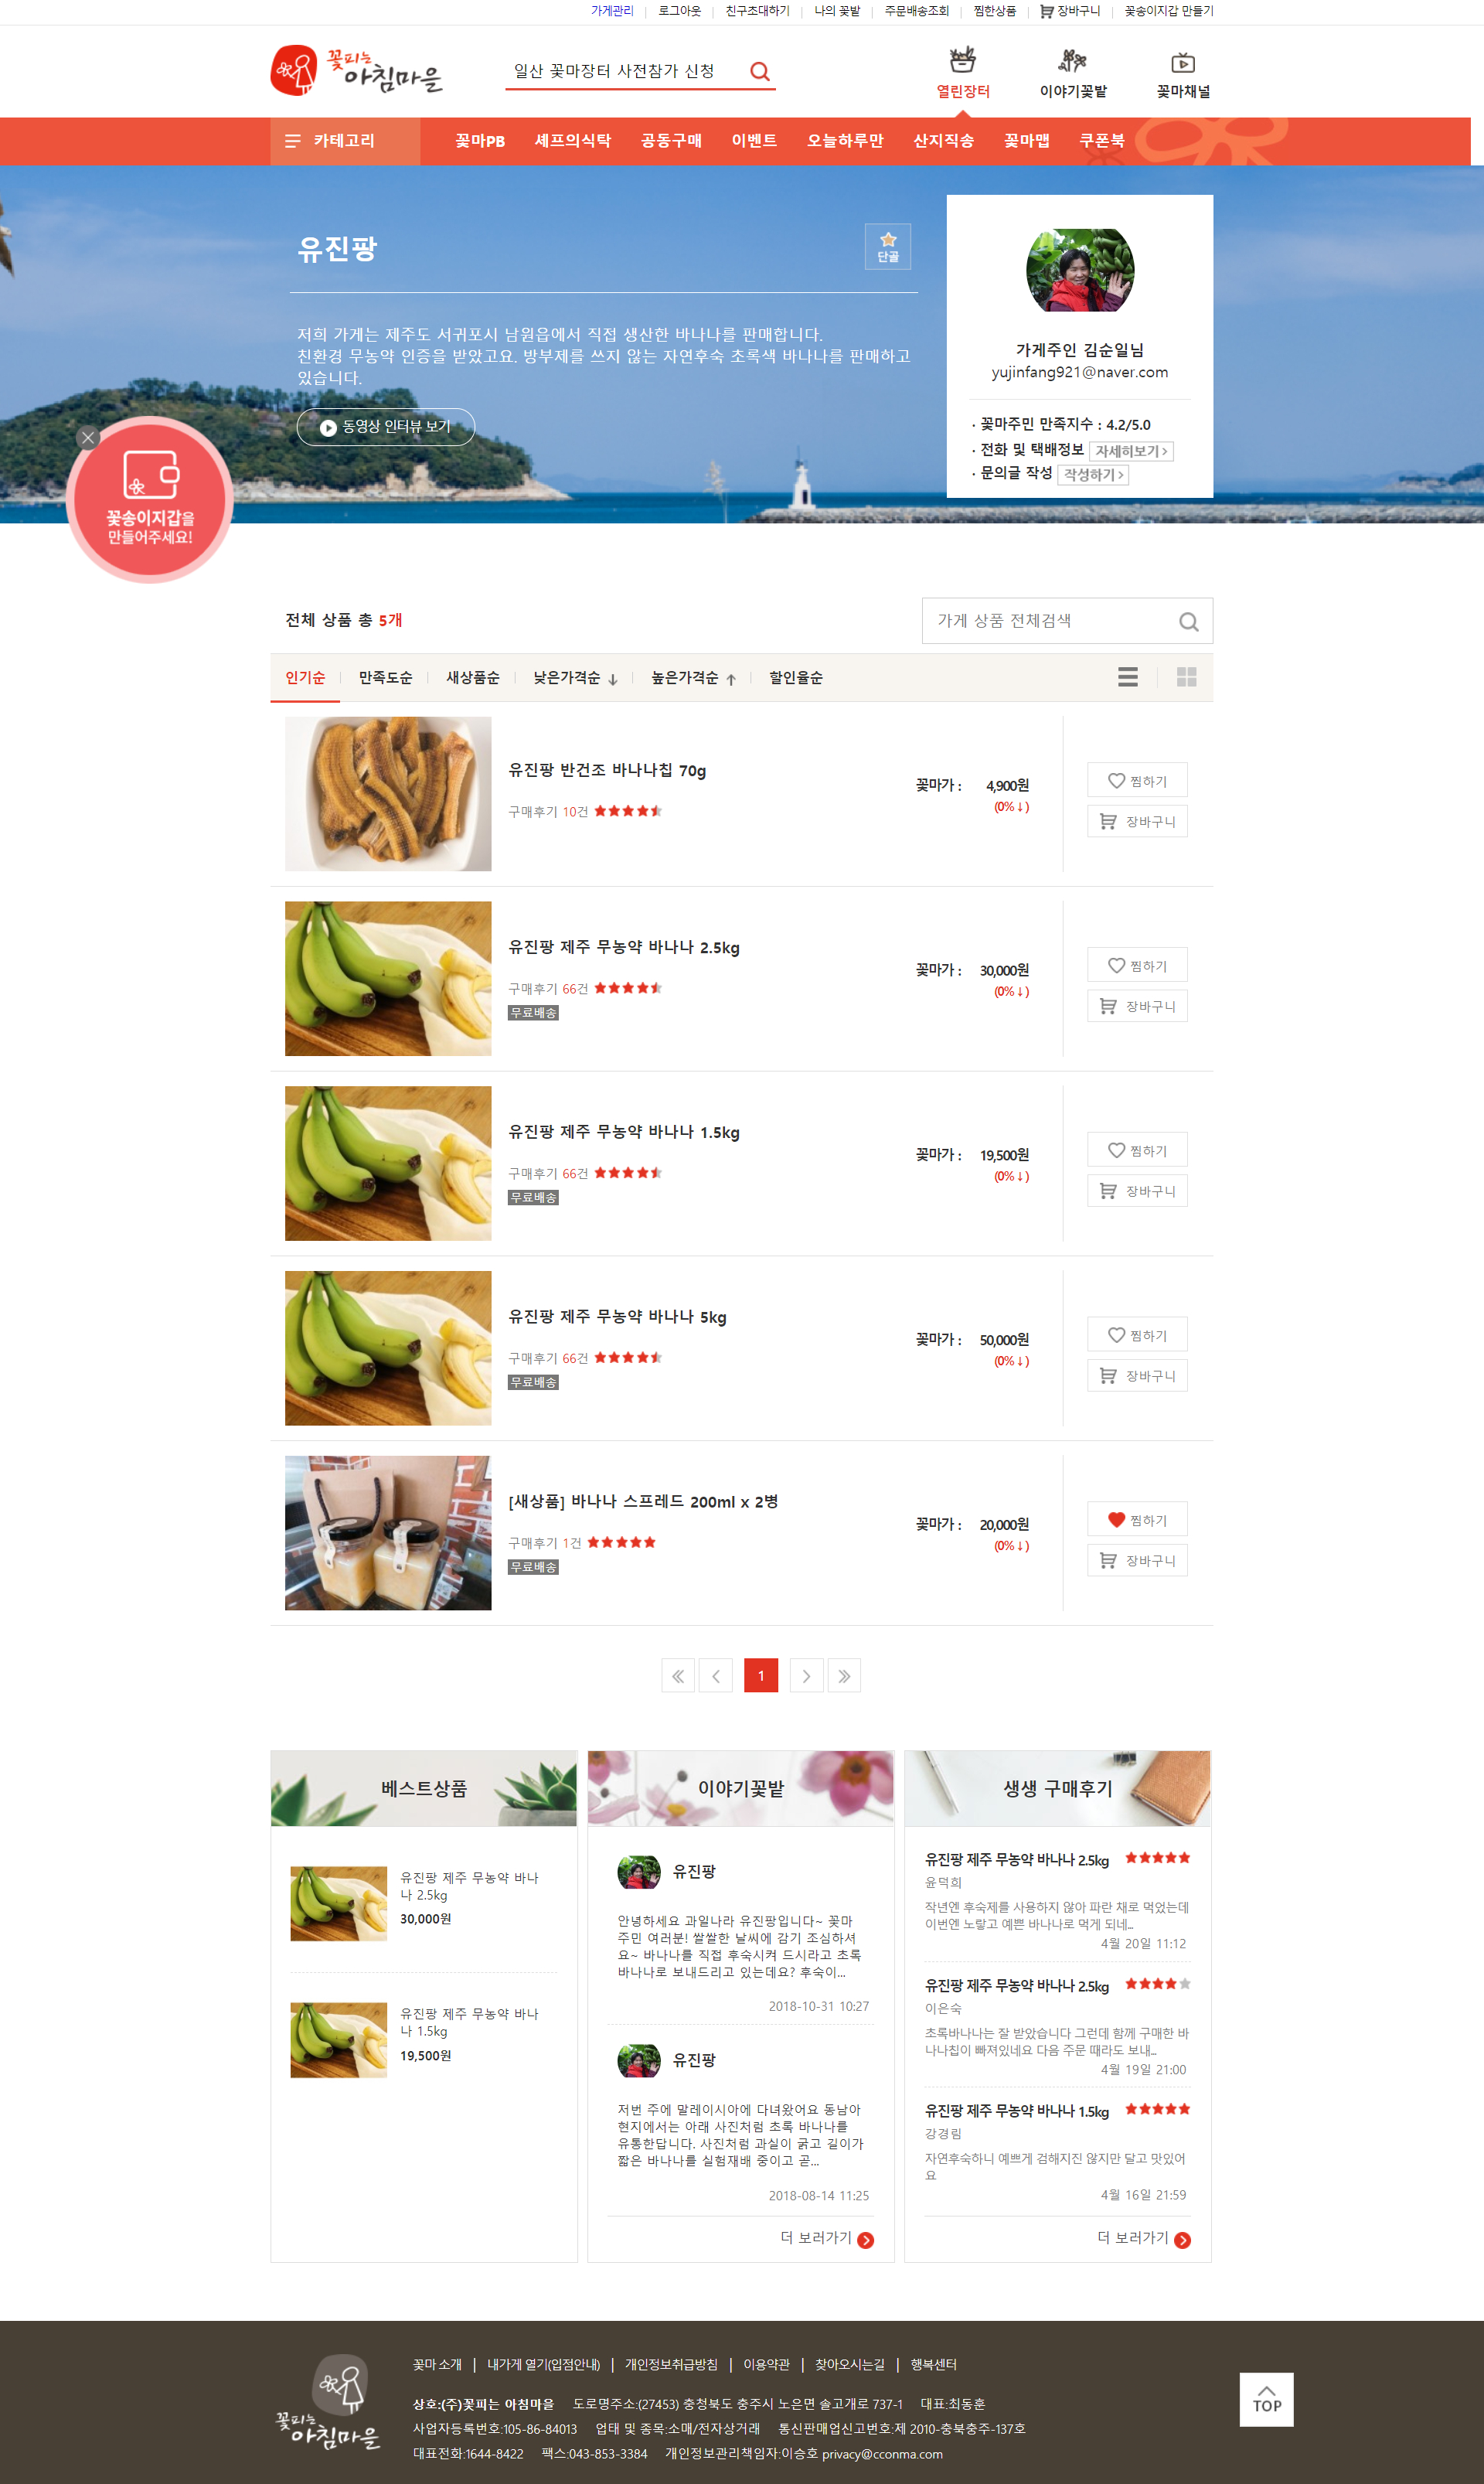 가게관리 로그아웃 친구초대하기 나의 꽃밭 주문배송조회 찜한상품 장바구니 꽃송이지갑 만들기
꽃피는
아침마을
일산 꽃마장터 사전참가 신청
열린장터 이야기꽃밭 꽃마채널
카테고리 꽃마PB 셰프의식탁 공동구매 이벤트 오늘하루만 산지직송 꽃마맵 쿠폰북
유진팡
단골
저희 가게는 제주도 서귀포시 남원읍에서 직접 생산한 바나나를 판매합니다.
친환경 무농약 인증을 받았고요. 방부제를 쓰지 않는 자연후숙 초록색 바나나를 판매하고
있습니다.
동영상 인터뷰 보기
가게주인 김순일님
yujinfang921@naver.com
· 꽃마주민 만족지수 : 4.2/5.0
· 전화 및 택배정보 자세히보기 >
· 문의글 작성 작성하기 >
꽃송이지갑을
만들어주세요!
전체 상품 총 5개
가게 상품 전체검색
인기순 만족도순 새상품순 낮은가격순 ↓ 높은가격순 ↑ 할인율순
유진팡 반건조 바나나칩 70g
구매후기 10건
꽃마가 : 4,900원
(0%↓)
찜하기
장바구니
유진팡 제주 무농약 바나나 2.5kg
구매후기 66건
무료배송
꽃마가 : 30,000원
(0%↓)
찜하기
장바구니
유진팡 제주 무농약 바나나 1.5kg
구매후기 66건
무료배송
꽃마가 : 19,500원
(0%↓)
찜하기
장바구니
유진팡 제주 무농약 바나나 5kg
구매후기 66건
무료배송
꽃마가 : 50,000원
(0%↓)
찜하기
장바구니
[새상품] 바나나 스프레드 200ml x 2병
구매후기 1건
무료배송
꽃마가 : 20,000원
(0%↓)
찜하기
장바구니
1
베스트상품
유진팡 제주 무농약 바나
나 2.5kg
30,000원
유진팡 제주 무농약 바나
나 1.5kg
19,500원
이야기꽃밭
유진팡
안녕하세요 과일나라 유진팡입니다~ 꽃마
주민 여러분! 쌀쌀한 날씨에 감기 조심하셔
요~ 바나나를 직접 후숙시켜 드시라고 초록
바나나로 보내드리고 있는데요? 후숙이...
2018-10-31 10:27
유진팡
저번 주에 말레이시아에 다녀왔어요 동남아
현지에서는 아래 사진처럼 초록 바나나를
유통한답니다. 사진처럼 과실이 굵고 길이가
짧은 바나나를 실험재배 중이고 곧...
2018-08-14 11:25
더 보러가기
생생 구매후기
유진팡 제주 무농약 바나나 2.5kg
윤덕희
작년엔 후숙제를 사용하지 않아 파란 채로 먹었는데
이번엔 노랗고 예쁜 바나나로 먹게 되네...
4월 20일 11:12
유진팡 제주 무농약 바나나 2.5kg
이은숙
초록바나나는 잘 받았습니다 그런데 함께 구매한 바
나나칩이 빠져있네요 다음 주문 때라도 보내...
4월 19일 21:00
유진팡 제주 무농약 바나나 1.5kg
강경림
자연후숙하니 예쁘게 검해지진 않지만 달고 맛있어
요
4월 16일 21:59
더 보러가기
꽃피는
아침마을
꽃마 소개 | 내가게 열기(입점안내) | 개인정보취급방침 | 이용약관 | 찾아오시는길 | 행복센터
상호:(주)꽃피는 아침마을 도로명주소:(27453) 충청북도 충주시 노은면 솔고개로 737-1 대표:최동훈
사업자등록번호:105-86-84013 업태 및 종목:소매/전자상거래 통신판매업신고번호:제 2010-충북충주-137호
대표전화:1644-8422 팩스:043-853-3384 개인정보관리책임자:이승호 privacy@cconma.com
TOP